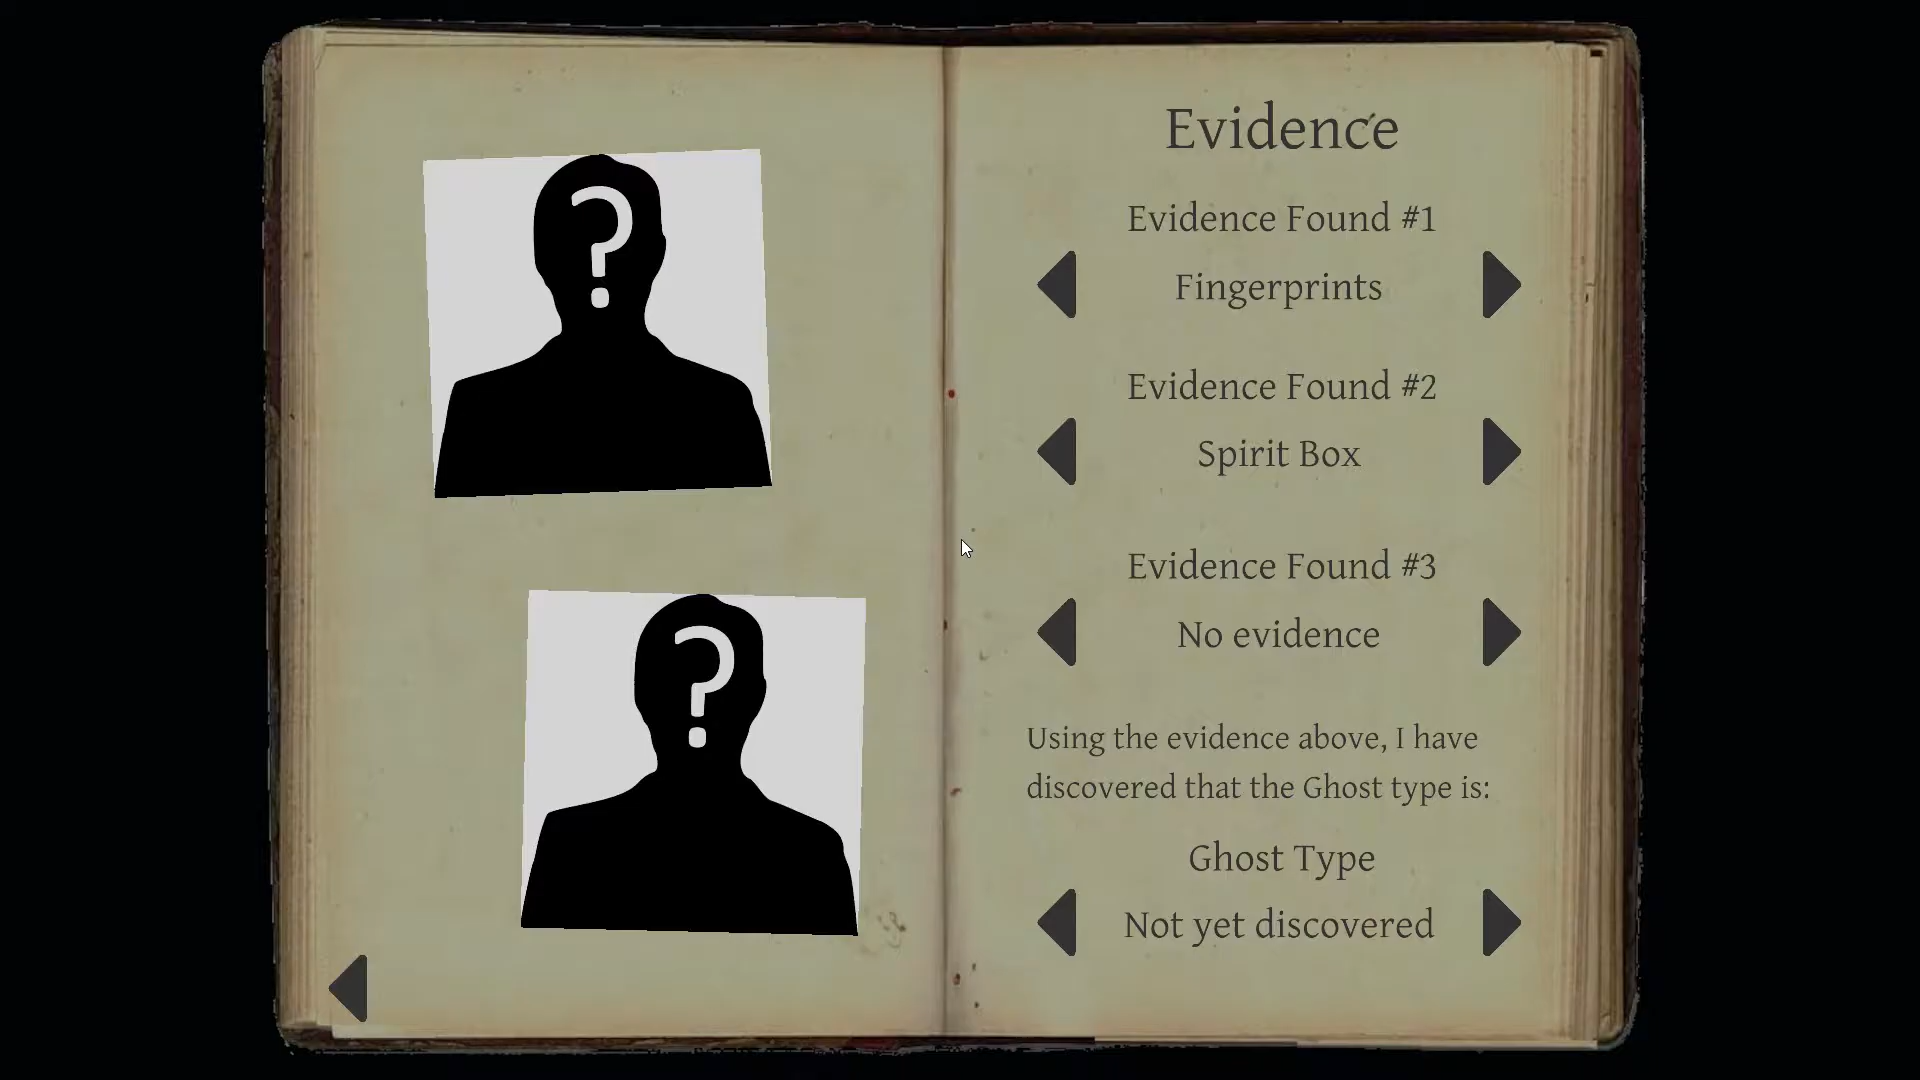 ?
?
Evidence
Evidence Found #1
Fingerprints
Evidence Found #2
Spirit Box
Evidence Found #3
No evidence
Using the evidence above, I have
discovered that the Ghost type is:
Ghost Type
Not yet discovered